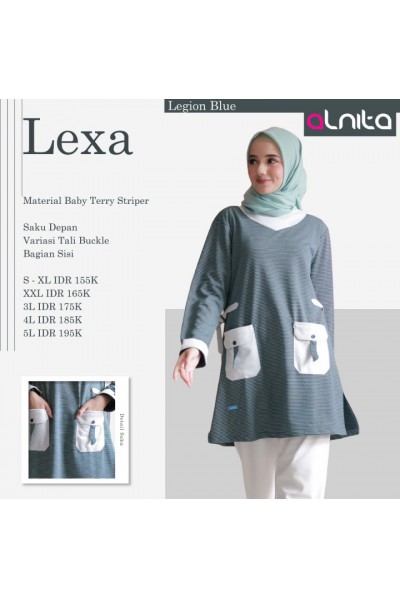 Legion Blue
alnita
Lexa
Material Baby Terry Striper
Saku Depan
Variasi Tali Buckle
Bagian Sisi
S - XL IDR 155K
XXL IDR 165K
3L IDR 175K
4L IDR 185K
5L IDR 195K
Detail Saku